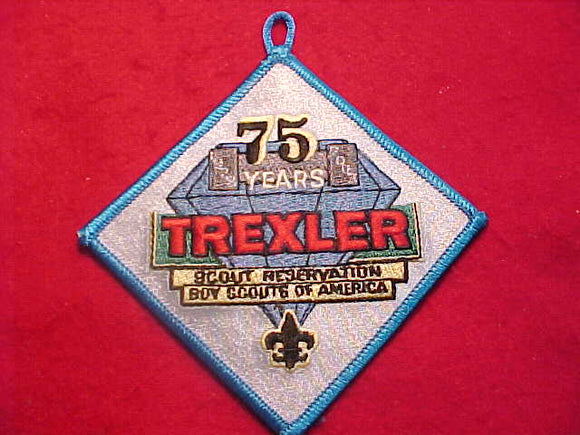 75
YEARS
TREXLER
SCOUT RESERVATION
BOY SCOUTS OF AMERICA